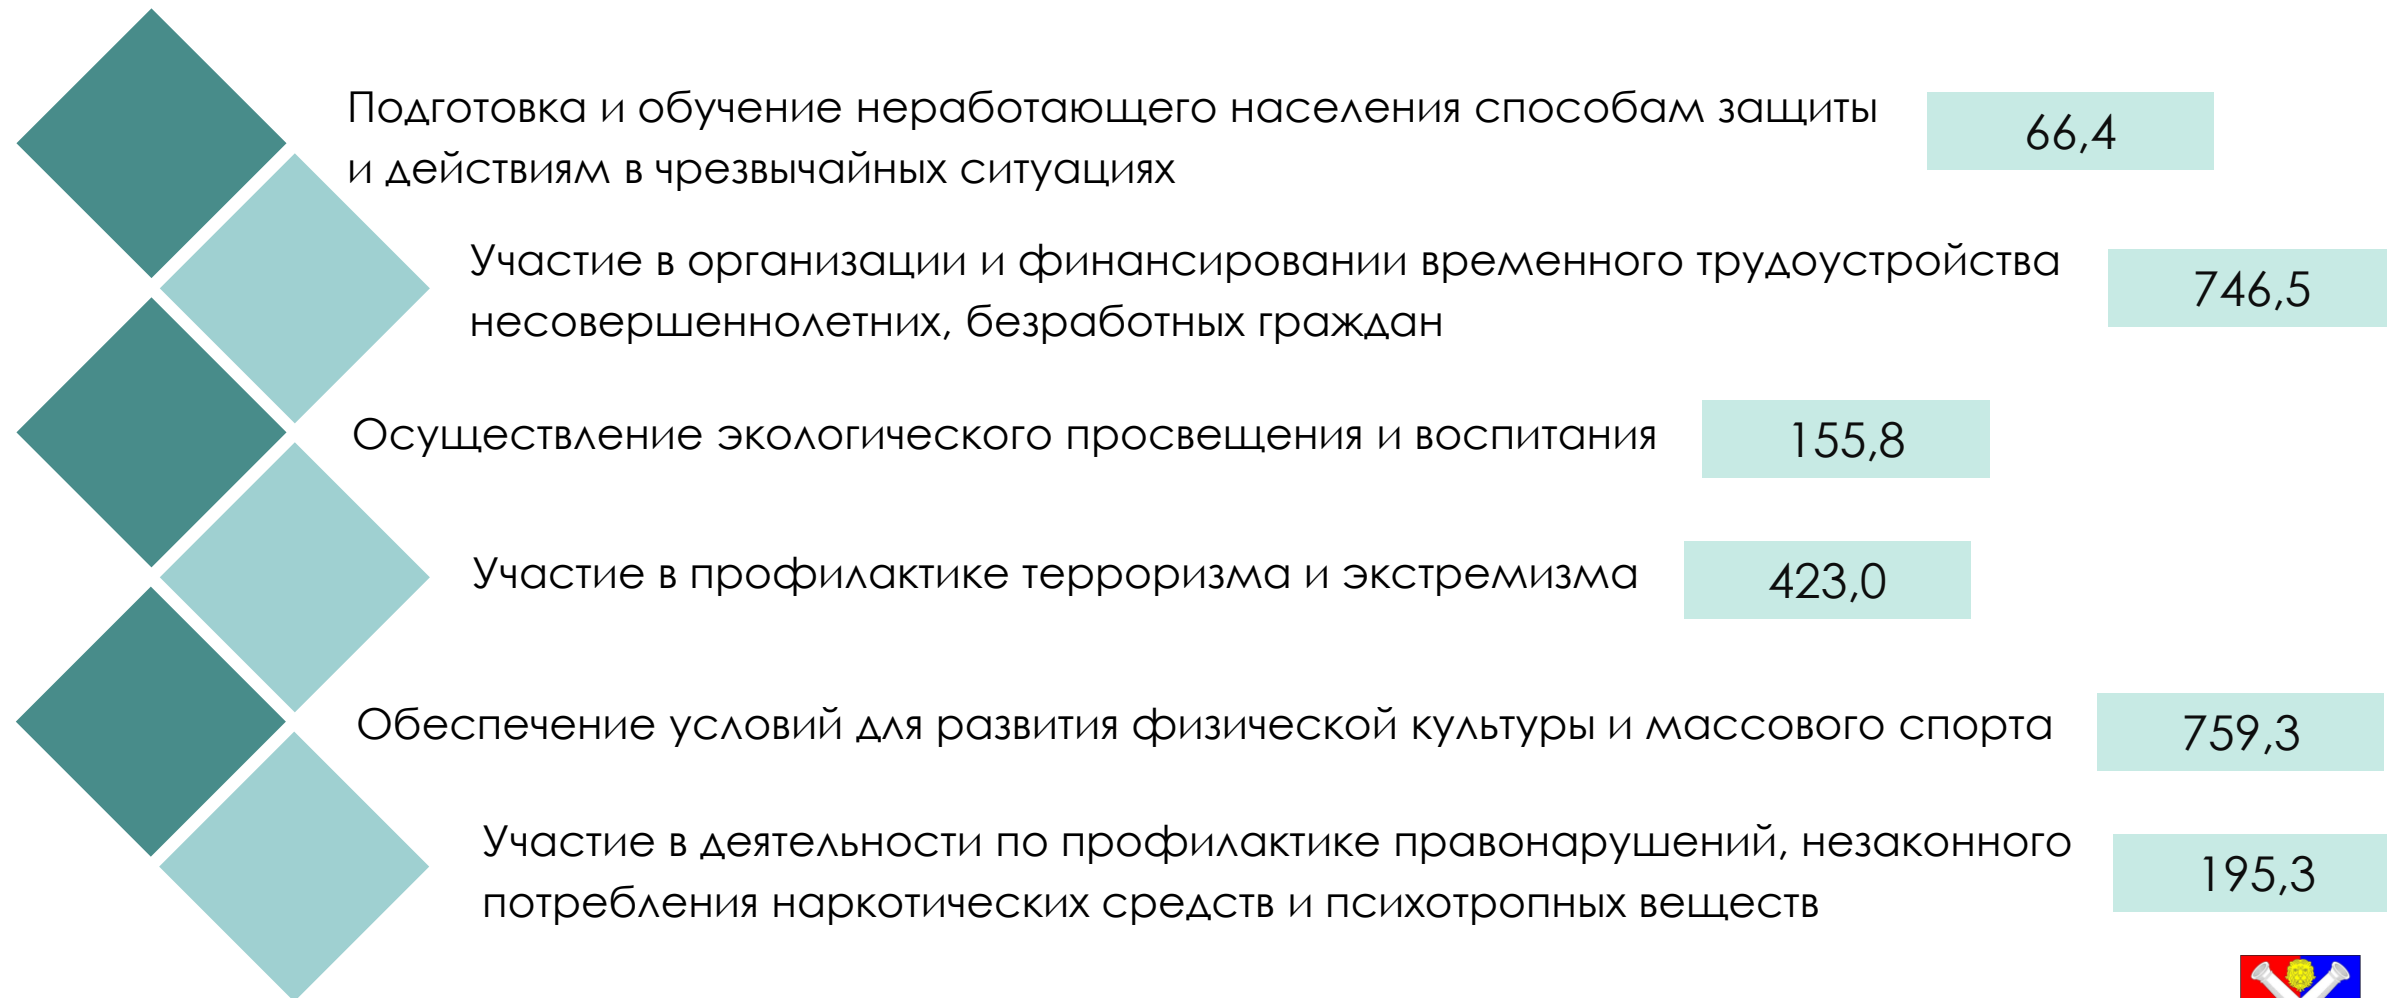 Подготовка и обучение неработающего населения способам защиты
и действиям в чрезвычайных ситуациях
66,4
Участие в организации и финансировании временного трудоустройства
несовершеннолетних, безработных граждан
746,5
Осуществление экологического просвещения и воспитания
155,8
Участие в профилактике терроризма и экстремизма
423,0
Обеспечение условий для развития физической культуры и массового спорта
759,3
Участие в деятельности по профилактике правонарушений, незаконного
потребления наркотических средств и психотропных веществ
195,3